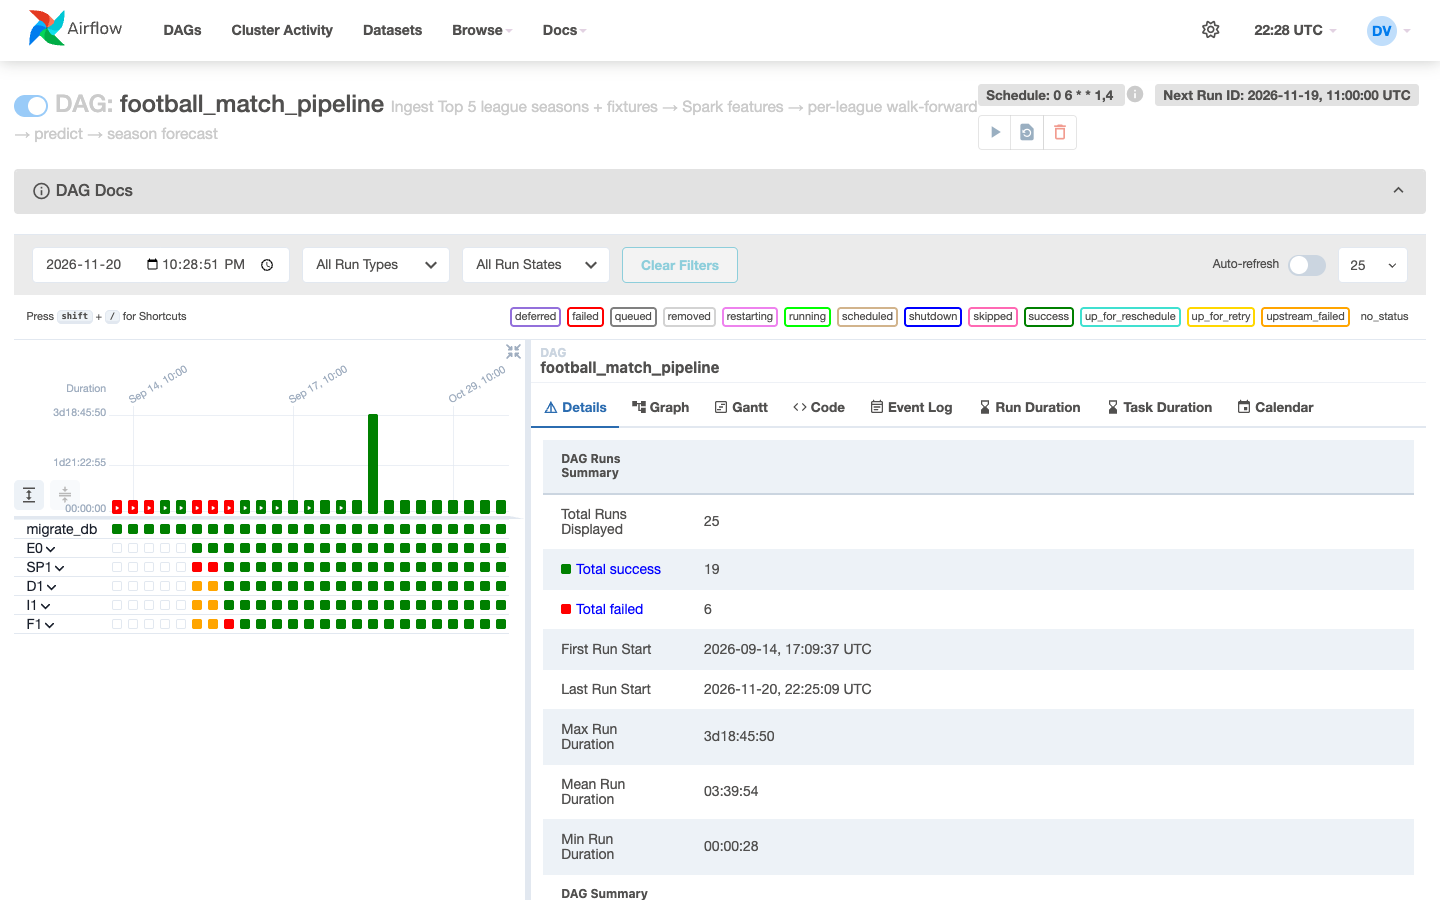 Airflow
DAGs
Cluster Activity
Datasets
Browse
Docs
22:28 UTC
DV
DAG: football_match_pipeline Ingest Top 5 league seasons + fixtures → Spark features → per-league walk-forward
→ predict → season forecast
Schedule: 0 6 * * 1,4
Next Run ID: 2026-11-19, 11:00:00 UTC
DAG Docs
2026-11-20 10:28:51 PM
All Run Types
All Run States
Clear Filters
Auto-refresh
25
Press shift + / for Shortcuts
deferred
failed
queued
removed
restarting
running
scheduled
shutdown
skipped
success
up_for_reschedule
up_for_retry
upstream_failed
no_status
Duration
3d18:45:50
1d21:22:55
00:00:00
Sep 14, 10:00
Sep 17, 10:00
Oct 29, 10:00
migrate_db
E0
SP1
D1
I1
F1
DAG
football_match_pipeline
Details
Graph
Gantt
Code
Event Log
Run Duration
Task Duration
Calendar
DAG Runs
Summary
Total Runs
Displayed
25
Total success
19
Total failed
6
First Run Start
2026-09-14, 17:09:37 UTC
Last Run Start
2026-11-20, 22:25:09 UTC
Max Run
Duration
3d18:45:50
Mean Run
Duration
03:39:54
Min Run
Duration
00:00:28
DAG Summary